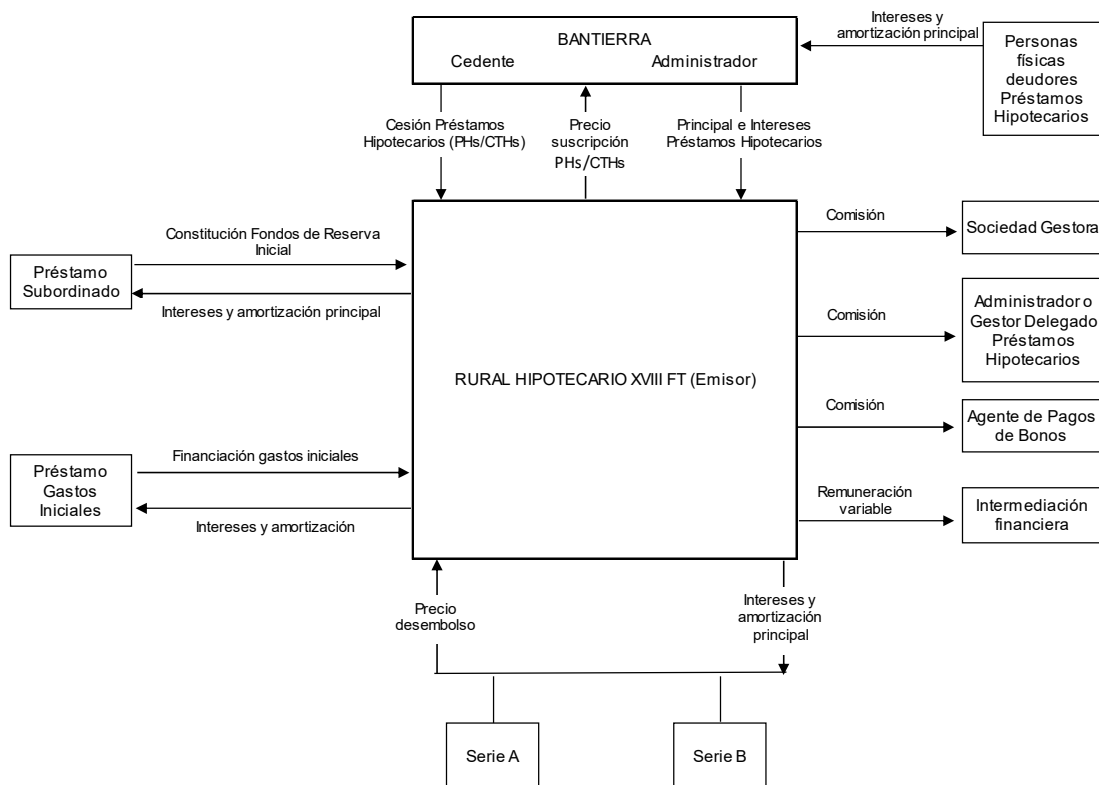 Intereses y
amortización principal
BANTIERRA
Cedente
Administrador
Personas
físicas
deudores
Préstamos
Hipotecarios
Cesión Préstamos
Hipotecarios (PHs/CTHs)
Precio
suscripción
PHs/CTHs
Principal e Intereses
Préstamos Hipotecarios
Constitución Fondos de Reserva
Inicial
Préstamo
Subordinado
Intereses y amortización principal
Comisión
Sociedad Gestora
Comisión
Administrador o
Gestor Delegado
Préstamos
Hipotecarios
RURAL HIPOTECARIO XVIII FT (Emisor)
Comisión
Agente de Pagos
de Bonos
Financiación gastos iniciales
Préstamo
Gastos
Iniciales
Intereses y amortización
Remuneración
variable
Intermediación
financiera
Precio
desembolso
Intereses y
amortización
principal
Serie A
Serie B